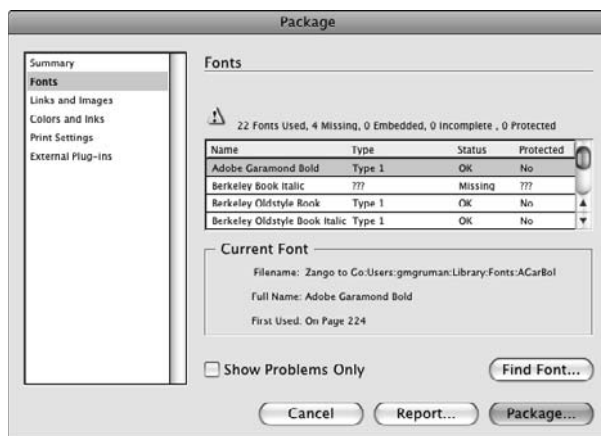 Package
Summary
Fonts
Links and Images
Colors and Inks
Print Settings
External Plug-ins
Fonts
22 Fonts Used, 4 Missing, 0 Embedded, 0 Incomplete , 0 Protected
Name Type Status Protected
Adobe Garamond Bold Type 1 OK No
Berkeley Book Italic ??? Missing ???
Berkeley Oldstyle Book Type 1 OK No
Berkeley Oldstyle Book Italic Type 1 OK No
Current Font
Filename: Zango to Go:Users:gmgruman:Library:Fonts:ACarBol
Full Name: Adobe Garamond Bold
First Used: On Page 224
Show Problems Only
Find Font...
Cancel
Report...
Package...